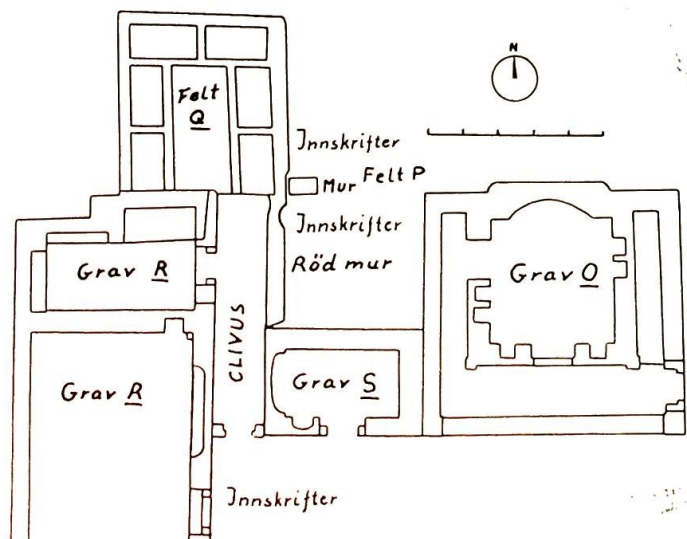 N
Felt
Q
Innskrifter
Mur Felt P
Innskrifter
Röd mur
Grav R
Grav O
CLIVUS
Grav S
Grav R
Innskrifter